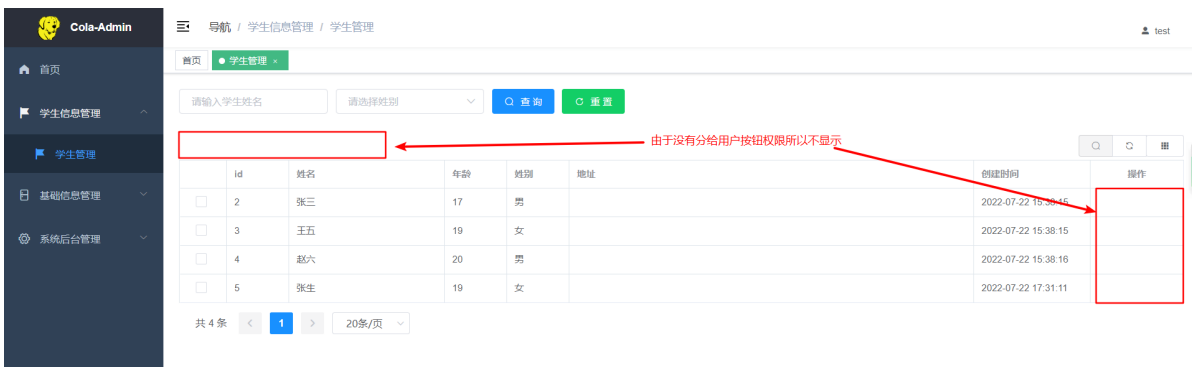 Cola-Admin
导航 / 学生信息管理 / 学生管理
test
首页
首页
学生管理 ×
学生信息管理
学生管理
基础信息管理
系统后台管理
请输入学生姓名
请选择性别
查 询
重 置
由于没有分给用户按钮权限所以不显示
id 姓名 年龄 性别 地址 创建时间 操作
2 张三 17 男 2022-07-22 15:38:15
3 王五 19 女 2022-07-22 15:38:15
4 赵六 20 男 2022-07-22 15:38:16
5 张生 19 女 2022-07-22 17:31:11
共 4 条 < 1 > 20条/页